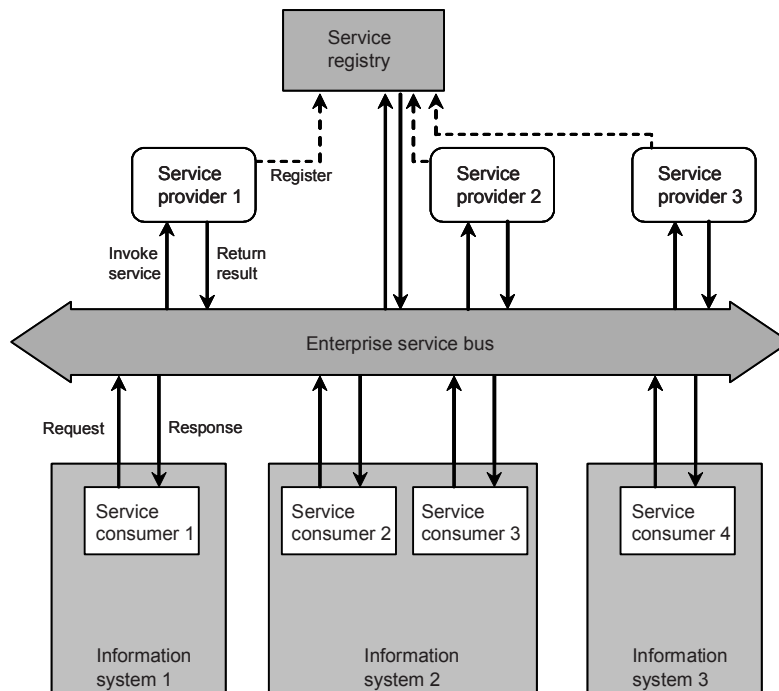 Service
registry
Service
provider 1
Register
Service
provider 2
Service
provider 3
Invoke
service
Return
result
Enterprise service bus
Request
Response
Service
consumer 1
Service
consumer 2
Service
consumer 3
Service
consumer 4
Information
system 1
Information
system 2
Information
system 3